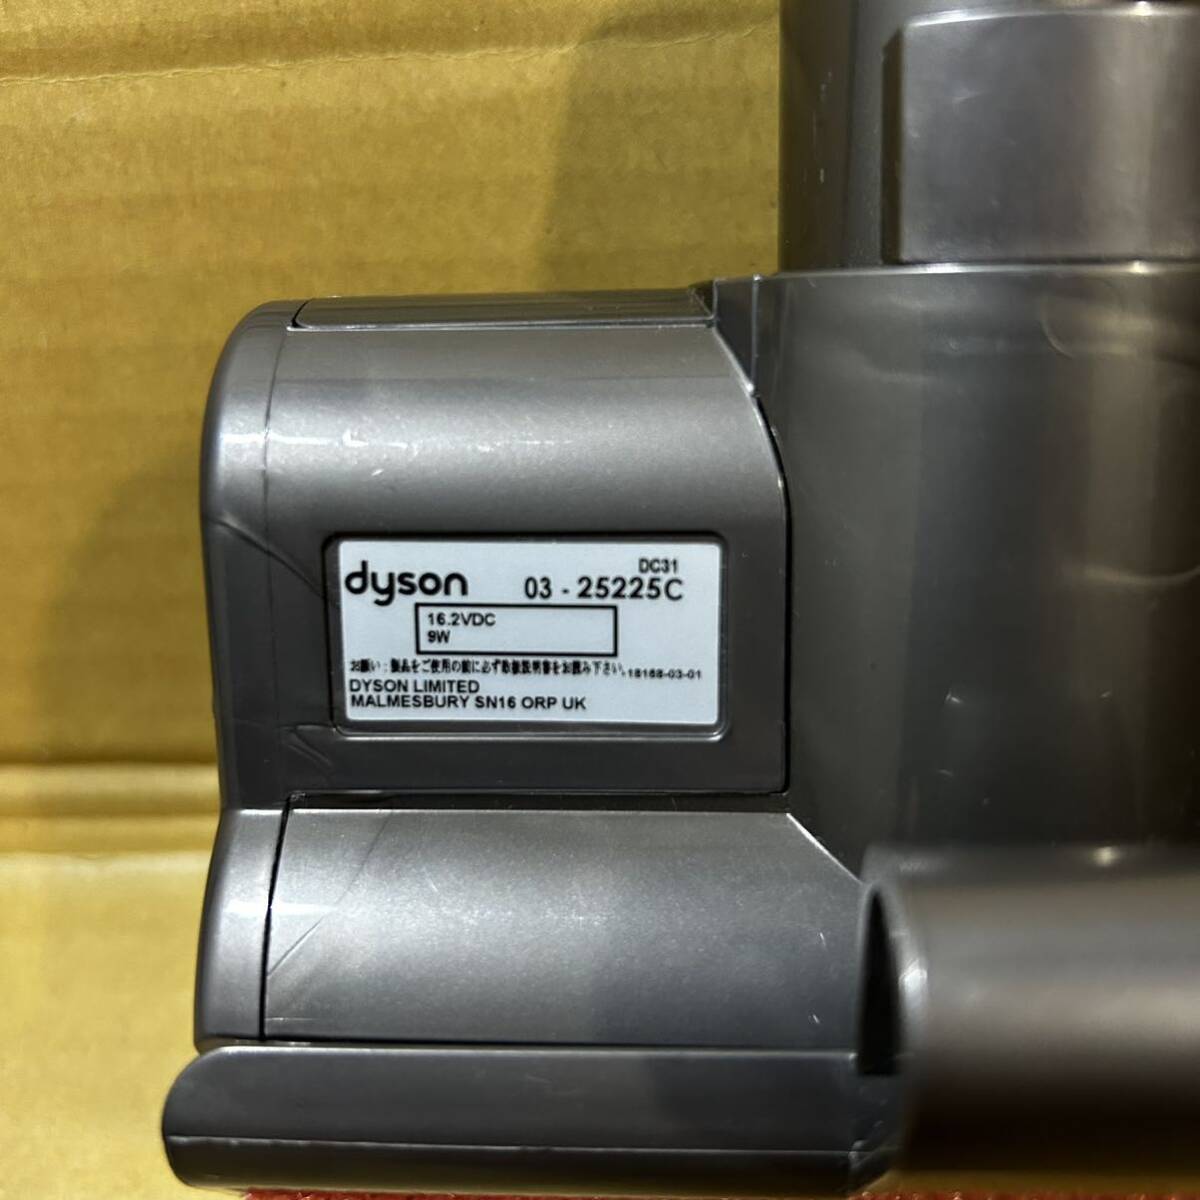 DC31
dyson 03 - 25225C
16.2VDC
9W
お願い：製品をご使用の前に必ず取扱説明書をお読み下さい。18168-03-01
DYSON LIMITED
MALMESBURY SN16 ORP UK